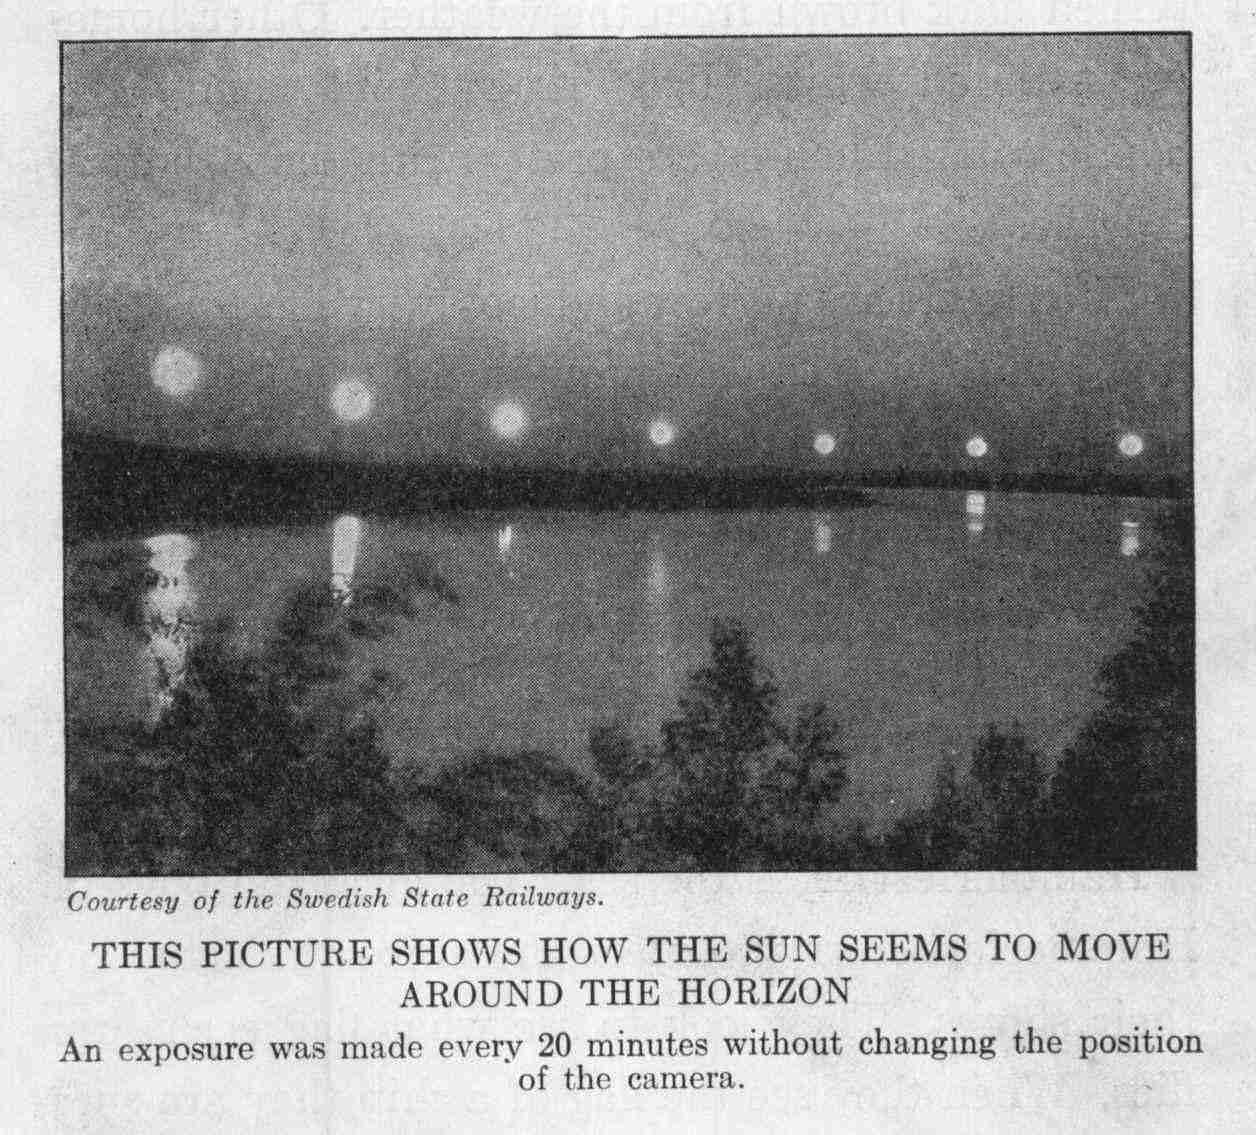 Courtesy of the Swedish State Railways.
THIS PICTURE SHOWS HOW THE SUN SEEMS TO MOVE
AROUND THE HORIZON
An exposure was made every 20 minutes without changing the position
of the camera.